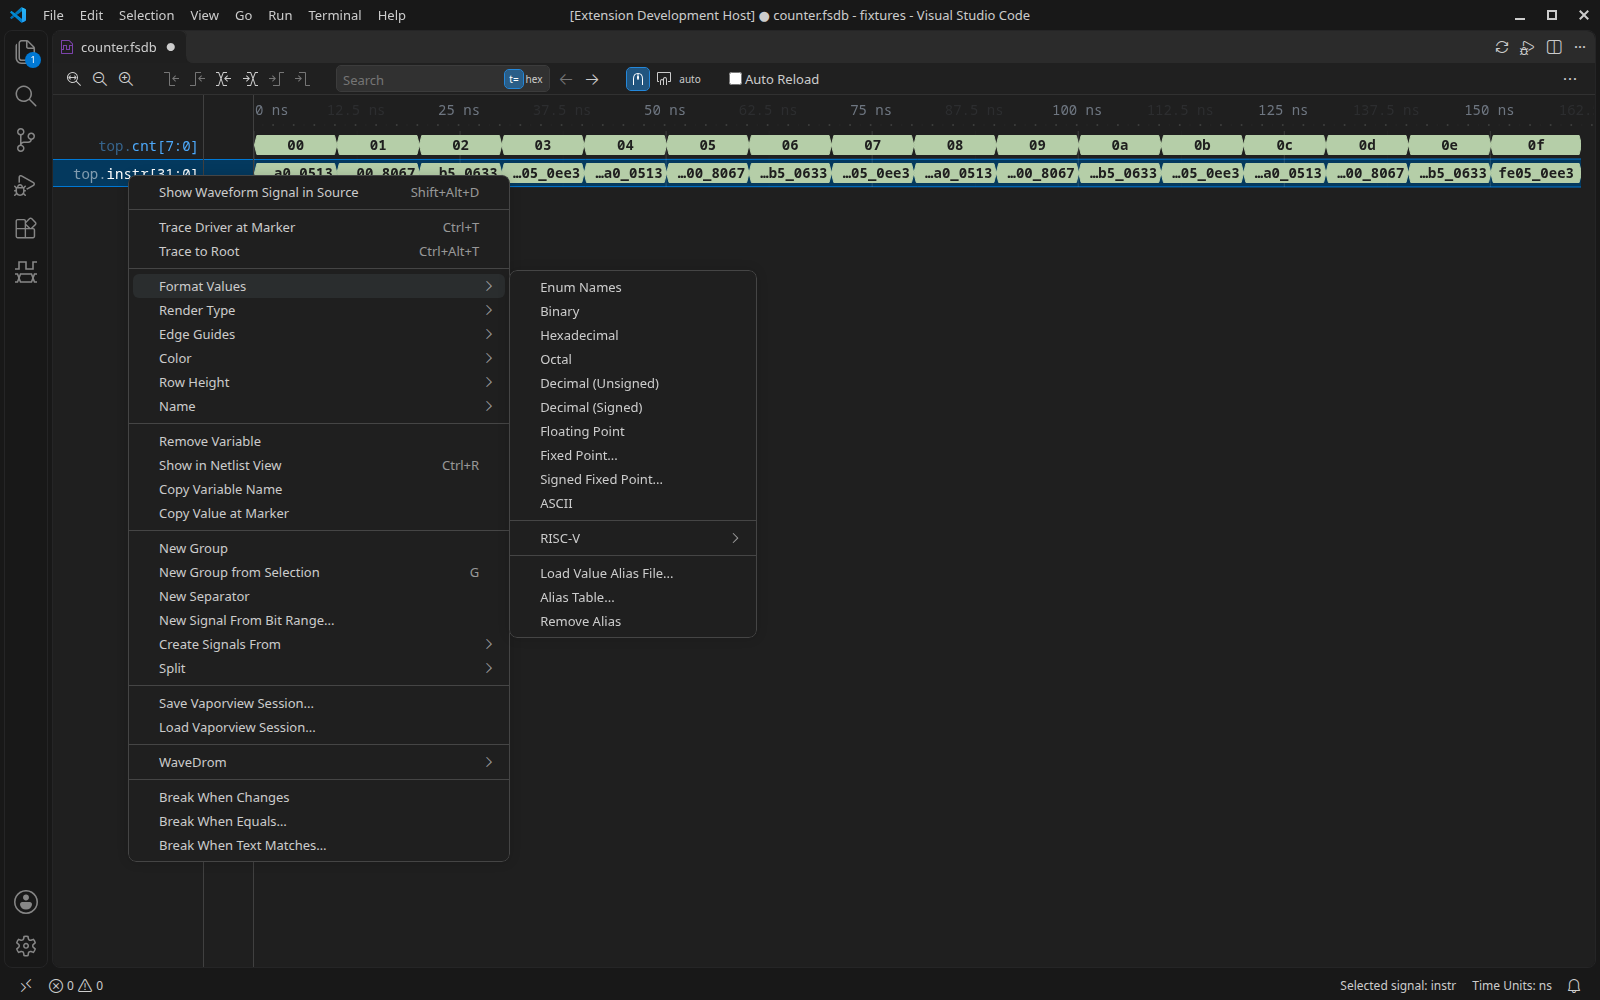 File Edit Selection View Go Run Terminal Help
[Extension Development Host] ● counter.fsdb - fixtures - Visual Studio Code
1
counter.fsdb
Search
t=
hex
auto
Auto Reload
0 ns 12.5 ns 25 ns 37.5 ns 50 ns 62.5 ns 75 ns 87.5 ns 100 ns 112.5 ns 125 ns 137.5 ns 150 ns 162.
top.cnt[7:0] 00 01 02 03 04 05 06 07 08 09 0a 0b 0c 0d 0e 0f
top.instr[31:0] …a0_0513 …00_8067 …b5_0633 …05_0ee3 …a0_0513 …00_8067 …b5_0633 …05_0ee3 …a0_0513 …00_8067 …b5_0633 …05_0ee3 …a0_0513 …00_8067 …b5_0633 fe05_0ee3
Show Waveform Signal in Source Shift+Alt+D
Trace Driver at Marker Ctrl+T
Trace to Root Ctrl+Alt+T
Format Values
Render Type
Edge Guides
Color
Row Height
Name
Remove Variable
Show in Netlist View Ctrl+R
Copy Variable Name
Copy Value at Marker
New Group
New Group from Selection G
New Separator
New Signal From Bit Range...
Create Signals From
Split
Save Vaporview Session...
Load Vaporview Session...
WaveDrom
Break When Changes
Break When Equals...
Break When Text Matches...
Enum Names
Binary
Hexadecimal
Octal
Decimal (Unsigned)
Decimal (Signed)
Floating Point
Fixed Point...
Signed Fixed Point...
ASCII
RISC-V
Load Value Alias File...
Alias Table...
Remove Alias
0 0
Selected signal: instr Time Units: ns